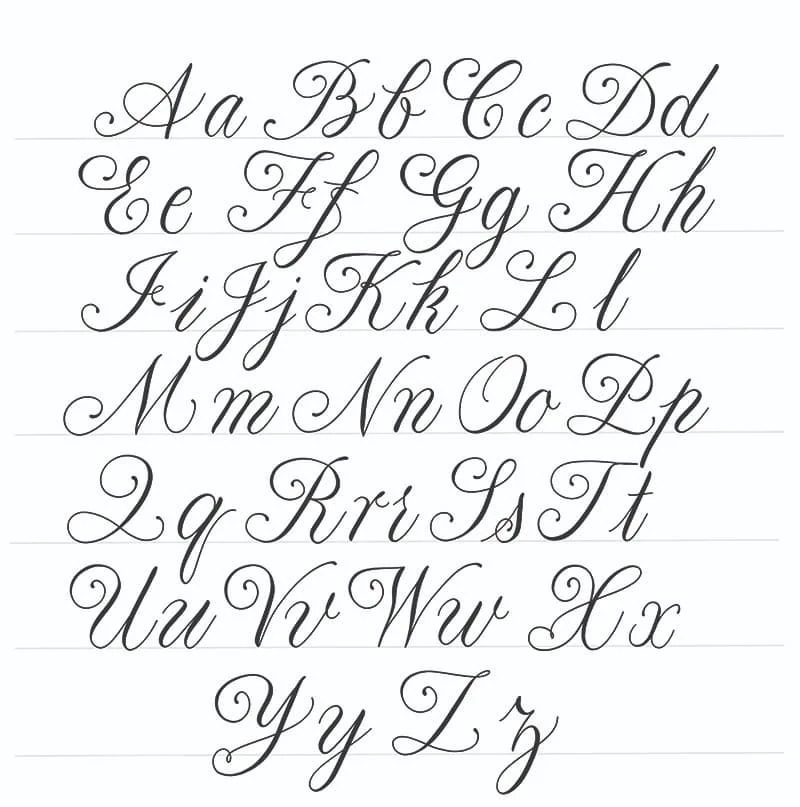 Aa Bb Cc Dd
Ee Ff Gg Hh
Ii Jj Kk Ll
Mm Nn Oo Pp
Qq Rrr Ss Tt
Uu Vv Ww Xx
Yy Zz